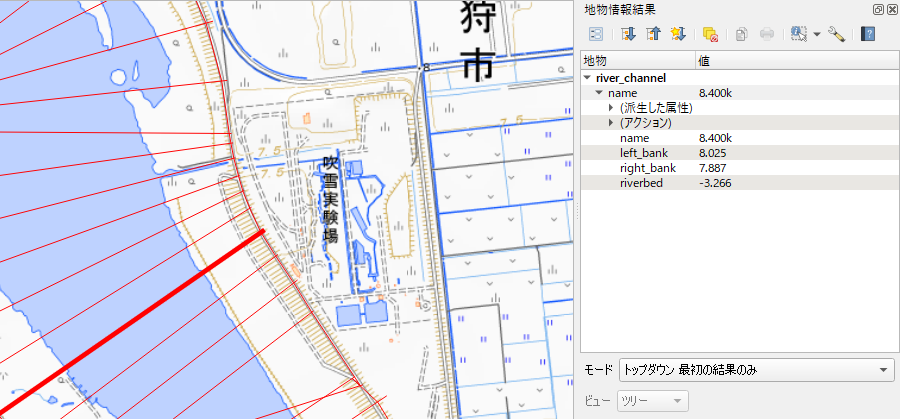 狩
市
8
7.5
7.5
7.5
吹雪実験場
地物情報結果
地物 値
river_channel
name 8.400k
(派生した属性)
(アクション)
name 8.400k
left_bank 8.025
right_bank 7.887
riverbed -3.266
モード トップダウン 最初の結果のみ
ビュー ツリー